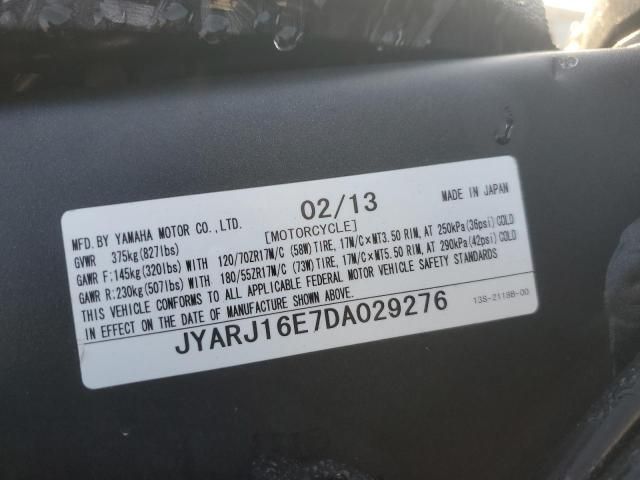 02/13
MADE IN JAPAN
MFD.BY YAMAHA MOTOR CO.,LTD.
[MOTORCYCLE]
GVWR 375kg(827lbs)
GAWR F:145kg(320lbs) WITH 120/70ZR17M/C (58W) TIRE, 17M/C×MT3.50 RIM, AT 250kPa(36psi) COLD
GAWR R:230kg(507lbs) WITH 180/55ZR17M/C (73W) TIRE, 17M/C×MT5.50 RIM, AT 290kPa(42psi) COLD
THIS VEHICLE CONFORMS TO ALL APPLICABLE FEDERAL MOTOR VEHICLE SAFETY STANDARDS
IN EFFECT ON THE DATE OF MANUFACTURE SHOWN ABOVE.
JYARJ16E7DA029276
13S-2118B-00